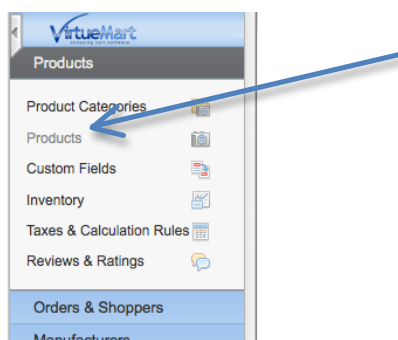 VirtueMart
shopping cart software
Products
Product Categories
Products
Custom Fields
Inventory
Taxes & Calculation Rules
Reviews & Ratings
Orders & Shoppers
Manufacturers